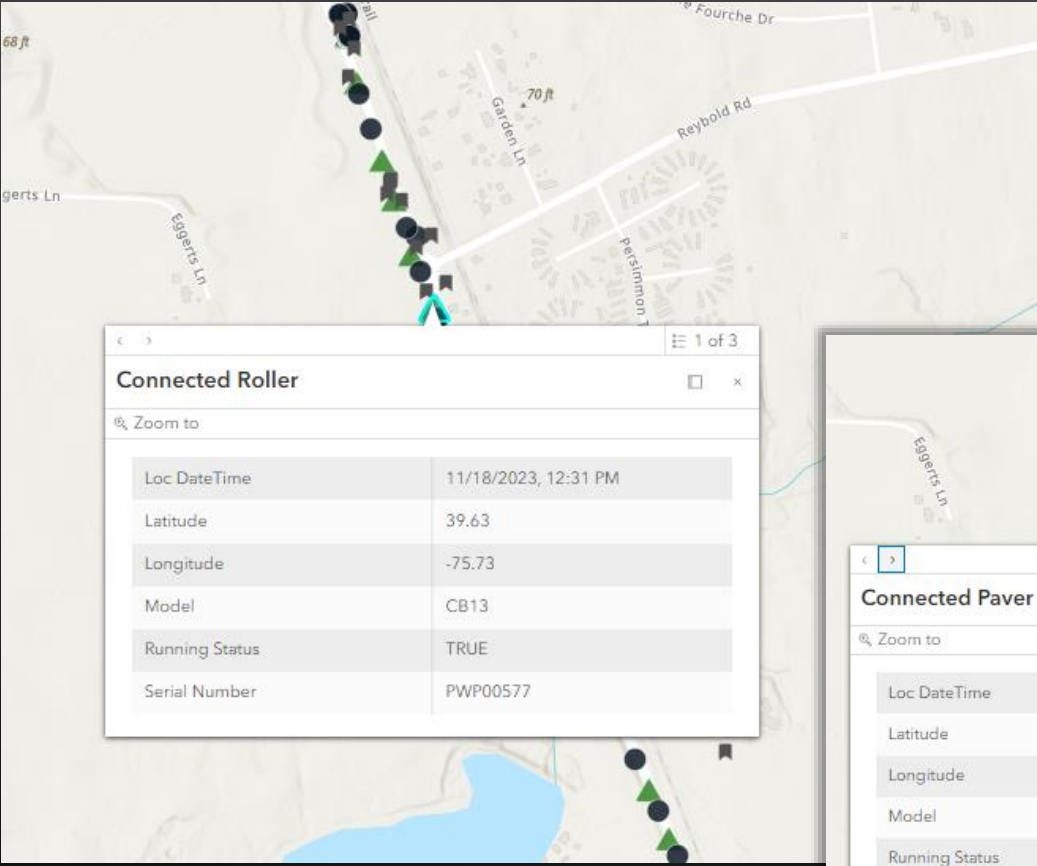 ail
e Fourche Dr
68 ft
70 ft
Garden Ln
Reybold Rd
gerts Ln
Eggerts Ln
Persimmon T
‹ › 1 of 3
Connected Roller ×
Zoom to
Loc DateTime 11/18/2023, 12:31 PM
Latitude 39.63
Longitude -75.73
Model CB13
Running Status TRUE
Serial Number PWP00577
Eggerts Ln
‹ ›
Connected Paver
Zoom to
Loc DateTime
Latitude
Longitude
Model
Running Status